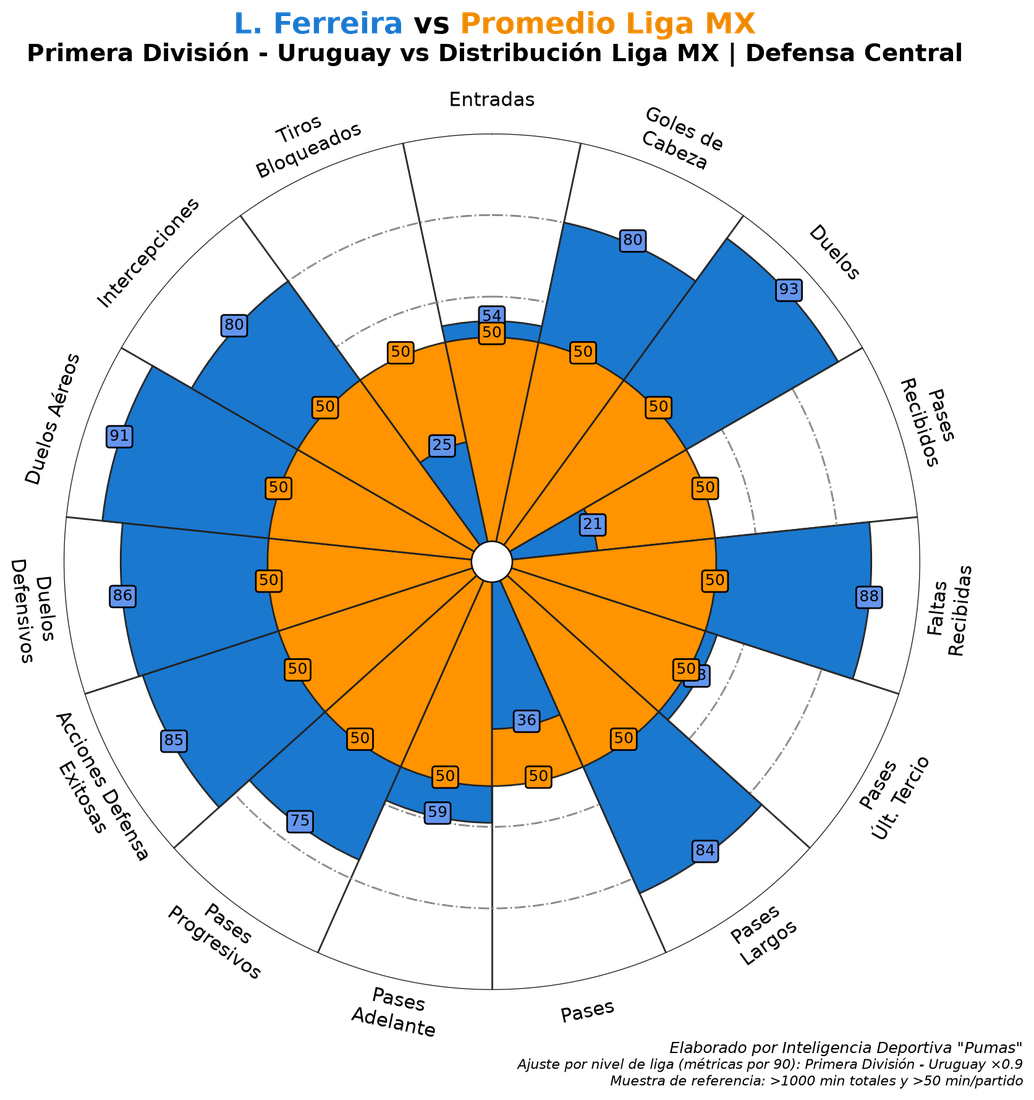 L. Ferreira vs Promedio Liga MX
Primera División - Uruguay vs Distribución Liga MX | Defensa Central
Entradas
Goles de
Cabeza
Duelos
Pases
Recibidos
Faltas
Recibidas
Pases
Últ. Tercio
Pases
Largos
Pases
Pases
Adelante
Pases
Progresivos
Acciones Defensa
Exitosas
Duelos
Defensivos
Duelos Aéreos
Intercepciones
Tiros
Bloqueados
54
50
80
50
93
50
21
50
88
50
50
84
50
36
50
59
50
75
50
85
50
86
50
91
50
80
50
25
50
Elaborado por Inteligencia Deportiva "Pumas"
Ajuste por nivel de liga (métricas por 90): Primera División - Uruguay ×0.9
Muestra de referencia: >1000 min totales y >50 min/partido